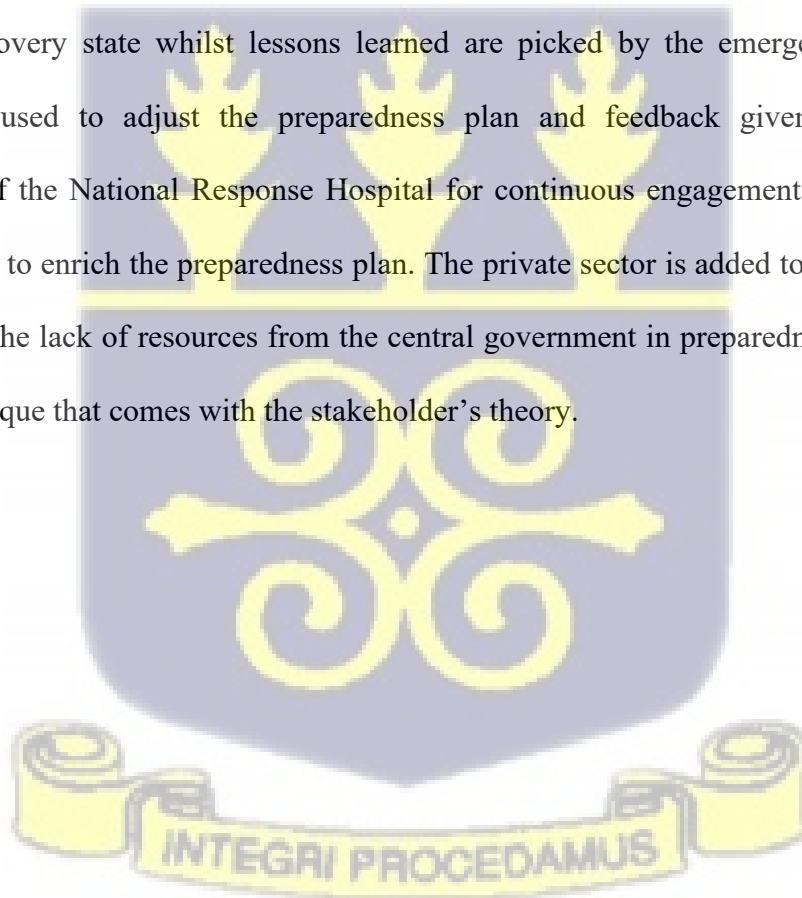 overy state whilst lessons learned are picked by the emerge
used to adjust the preparedness plan and feedback given
f the National Response Hospital for continuous engagement
to enrich the preparedness plan. The private sector is added to
he lack of resources from the central government in preparedn
que that comes with the stakeholder’s theory.
INTEGRI PROCEDAMUS